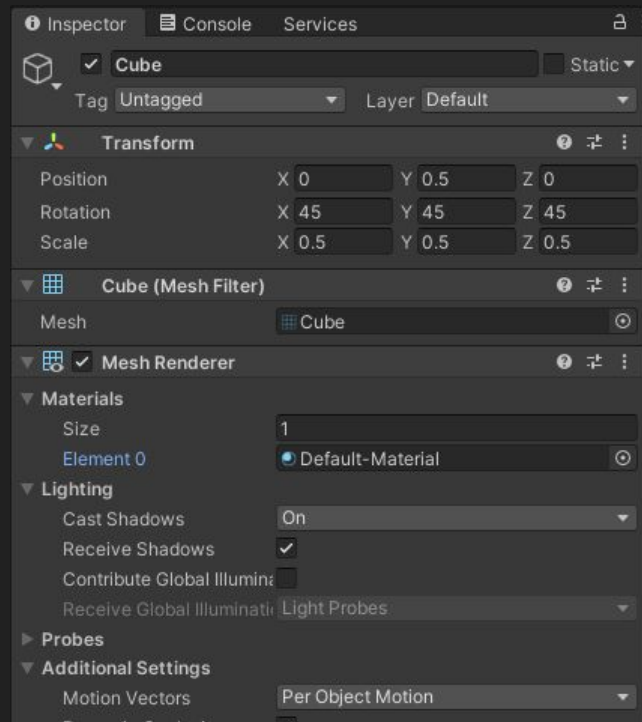 Inspector Console Services
Cube Static
Tag Untagged Layer Default
Transform
Position X 0 Y 0.5 Z 0
Rotation X 45 Y 45 Z 45
Scale X 0.5 Y 0.5 Z 0.5
Cube (Mesh Filter)
Mesh Cube
Mesh Renderer
Materials
Size 1
Element 0 Default-Material
Lighting
Cast Shadows On
Receive Shadows
Contribute Global Illumina
Receive Global Illuminati Light Probes
Probes
Additional Settings
Motion Vectors Per Object Motion